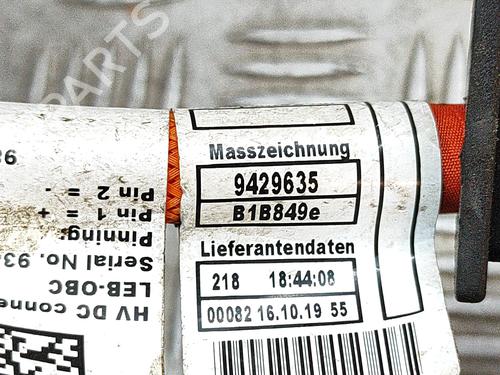 Masszeichnung
9429635
B1B849e
Lieferantendaten
218 18:44:08
00082 16.10.19 55
HV DC conne
LEB-OBC
Serial No. 93
Pinning:
Pin 1 = +
Pin 2 = -
PARTS